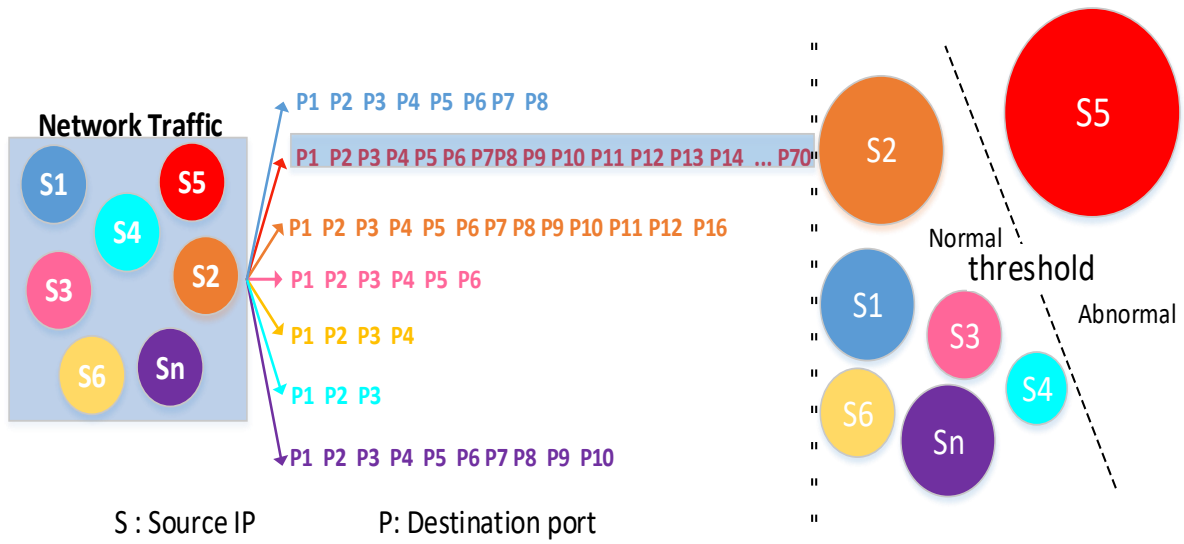 Network Traffic
S1
S5
S4
S3
S2
S6
Sn
P1 P2 P3 P4 P5 P6 P7 P8
P1 P2 P3 P4 P5 P6 P7P8 P9 P10 P11 P12 P13 P14 ... P70
P1 P2 P3 P4 P5 P6 P7 P8 P9 P10 P11 P12 P16
P1 P2 P3 P4 P5 P6
P1 P2 P3 P4
P1 P2 P3
P1 P2 P3 P4 P5 P6 P7 P8 P9 P10
S2
S5
Normal
threshold
Abnormal
S1
S3
S4
S6
Sn
S : Source IP
P: Destination port